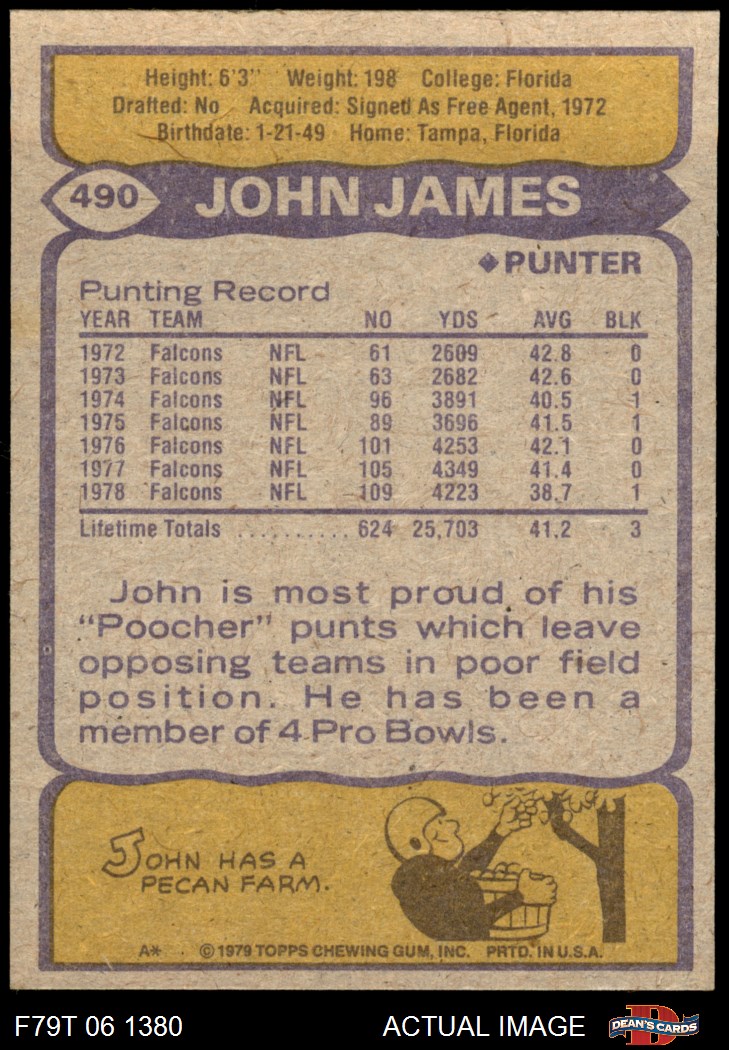 Height: 6'3" Weight: 198 College: Florida
Drafted: No Acquired: Signed As Free Agent, 1972
Birthdate: 1-21-49 Home: Tampa, Florida
490 JOHN JAMES
PUNTER
Punting Record
YEAR TEAM NO YDS AVG BLK
1972 Falcons NFL 61 2609 42.8 0
1973 Falcons NFL 63 2682 42.6 0
1974 Falcons NFL 96 3891 40.5 1
1975 Falcons NFL 89 3696 41.5 1
1976 Falcons NFL 101 4253 42.1 0
1977 Falcons NFL 105 4349 41.4 0
1978 Falcons NFL 109 4223 38.7 1
Lifetime Totals .......... 624 25,703 41.2 3
John is most proud of his
"Poocher" punts which leave
opposing teams in poor field
position. He has been a
member of 4 Pro Bowls.
JOHN HAS A
PECAN FARM.
A* ©1979 TOPPS CHEWING GUM, INC. PRTD. IN U.S.A.
F79T 06 1380 ACTUAL IMAGE D DEAN'S CARDS